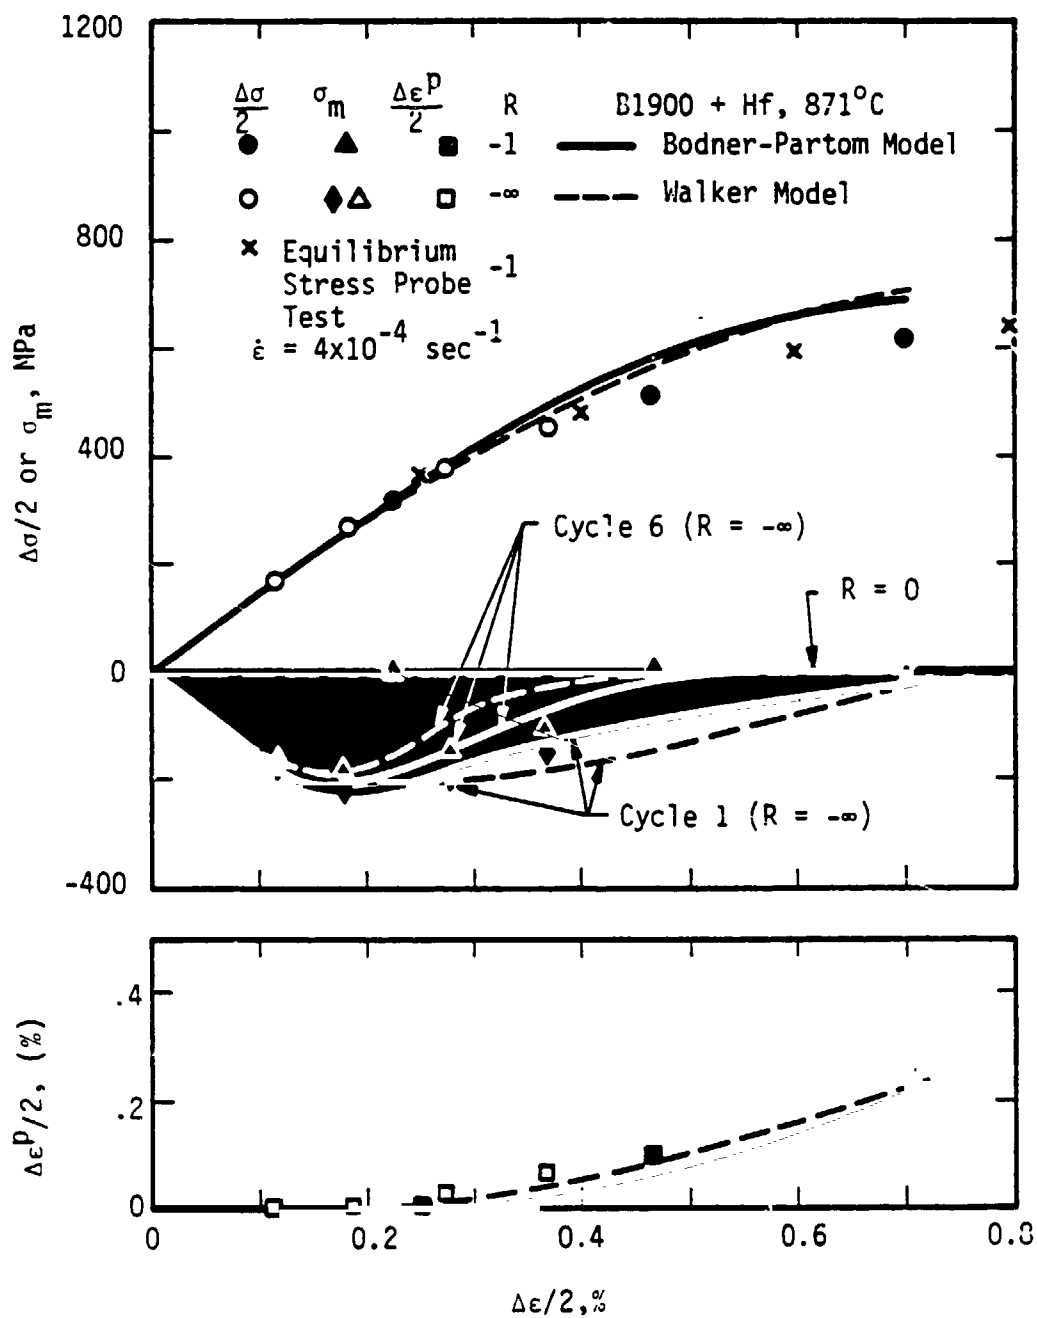 1200
800
400
0
-400
Δσ/2 or σm, MPa
Δσ/2 σm Δεᵖ/2 R B1900 + Hf, 871°C
-1 Bodner-Partom Model
-∞ Walker Model
× Equilibrium
Stress Probe -1
Test
ε̇ = 4x10⁻⁴ sec⁻¹
Cycle 6 (R = -∞)
R = 0
Cycle 1 (R = -∞)
.4
.2
0
Δεᵖ/2, (%)
0 0.2 0.4 0.6 0.8
Δε/2,%